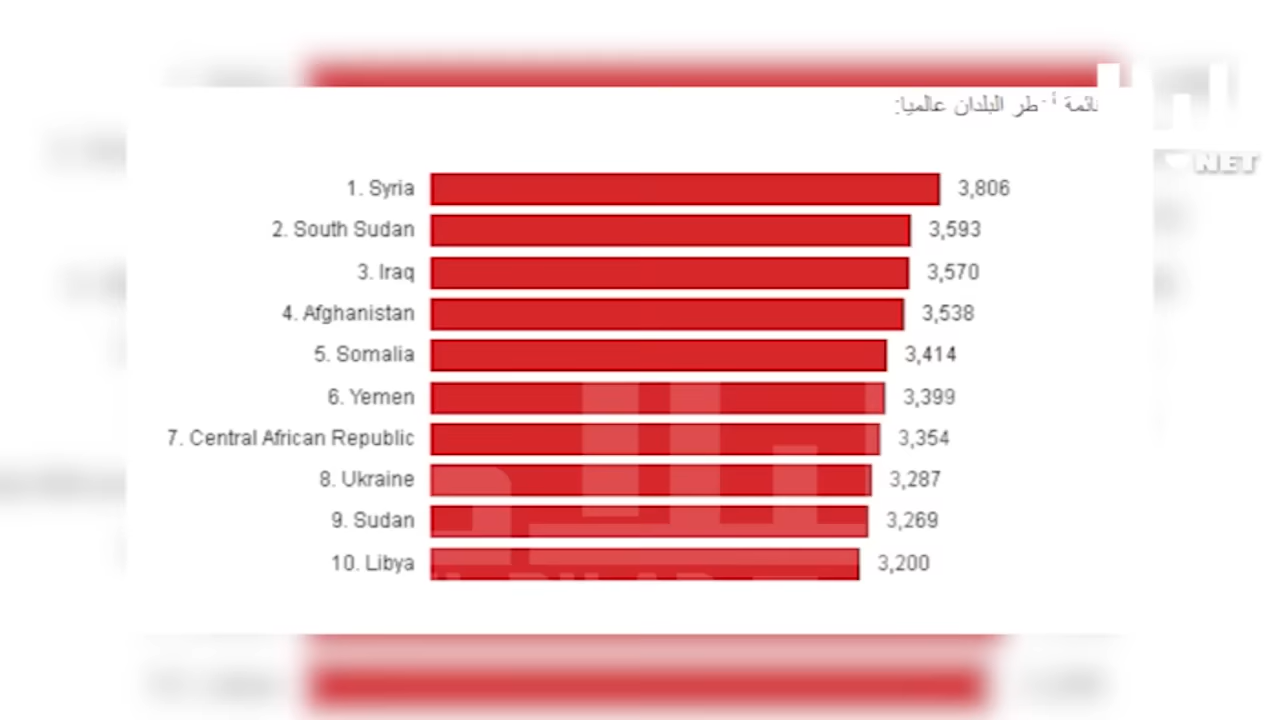 البلدان عالميا:
1. Syria 3,806
2. South Sudan 3,593
3. Iraq 3,570
4. Afghanistan 3,538
5. Somalia 3,414
6. Yemen 3,399
7. Central African Republic 3,354
8. Ukraine 3,287
9. Sudan 3,269
10. Libya 3,200
NET